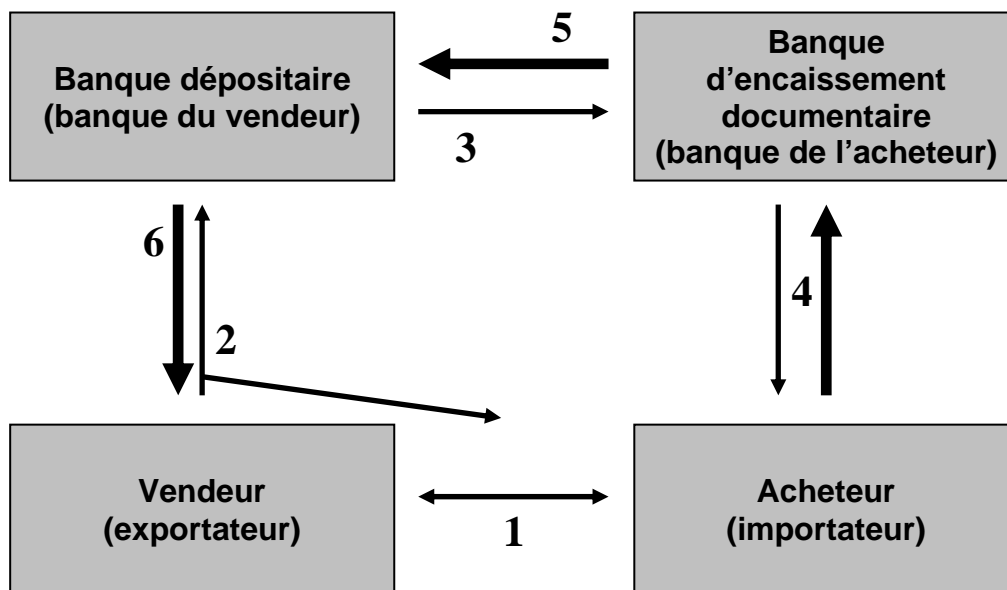 5
Banque dépositaire
(banque du vendeur)
Banque
d’encaissement
documentaire
(banque de l’acheteur)
3
6
2
4
Vendeur
(exportateur)
1
Acheteur
(importateur)